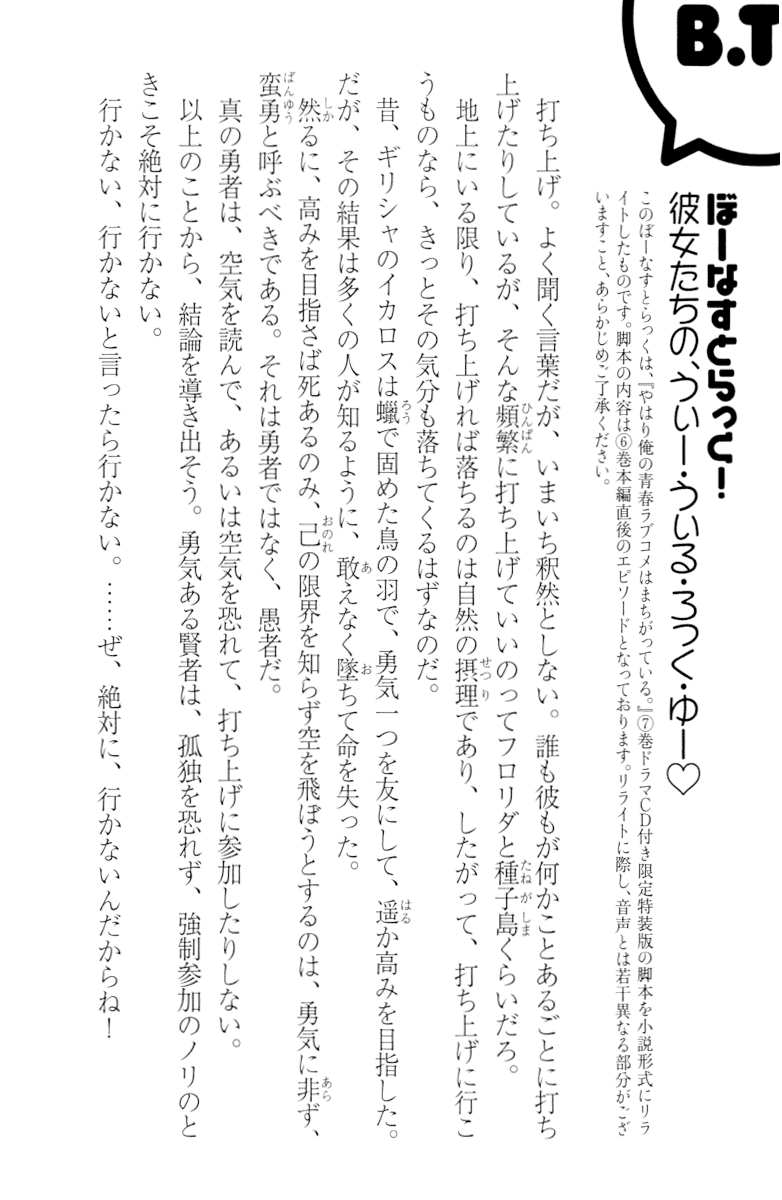 B.T
ぼーなすとらっく!
彼女たちの、うぃー・うぃる・ろっく・ゆー♡
このぼーなすとらっくは、『やはり俺の青春ラブコメはまちがっている。』⑦巻ドラマCD付き限定特装版の脚本を小説形式にリラ
イトしたものです。脚本の内容は⑥巻本編直後のエピソードとなっております。リライトに際し、音声とは若干異なる部分がござ
いますこと、あらかじめご了承ください。
打ち上げ。よく聞く言葉だが、いまいち釈然としない。誰も彼もが何かことあるごとに打ち
上げたりしているが、そんな頻繁に打ち上げていいのってフロリダと種子島くらいだろ。
地上にいる限り、打ち上げれば落ちるのは自然の摂理であり、したがって、打ち上げに行こ
うものなら、きっとその気分も落ちてくるはずなのだ。
昔、ギリシャのイカロスは蠟で固めた鳥の羽で、勇気一つを友にして、遥か高みを目指した。
だが、その結果は多くの人が知るように、敢えなく墜ちて命を失った。
然るに、高みを目指さば死あるのみ、己の限界を知らず空を飛ぼうとするのは、勇気に非ず、
蛮勇と呼ぶべきである。それは勇者ではなく、愚者だ。
真の勇者は、空気を読んで、あるいは空気を恐れて、打ち上げに参加したりしない。
以上のことから、結論を導き出そう。勇気ある賢者は、孤独を恐れず、強制参加のノリのと
きこそ絶対に行かない。
行かない、行かないと言ったら行かない。……ぜ、絶対に、行かないんだからね!